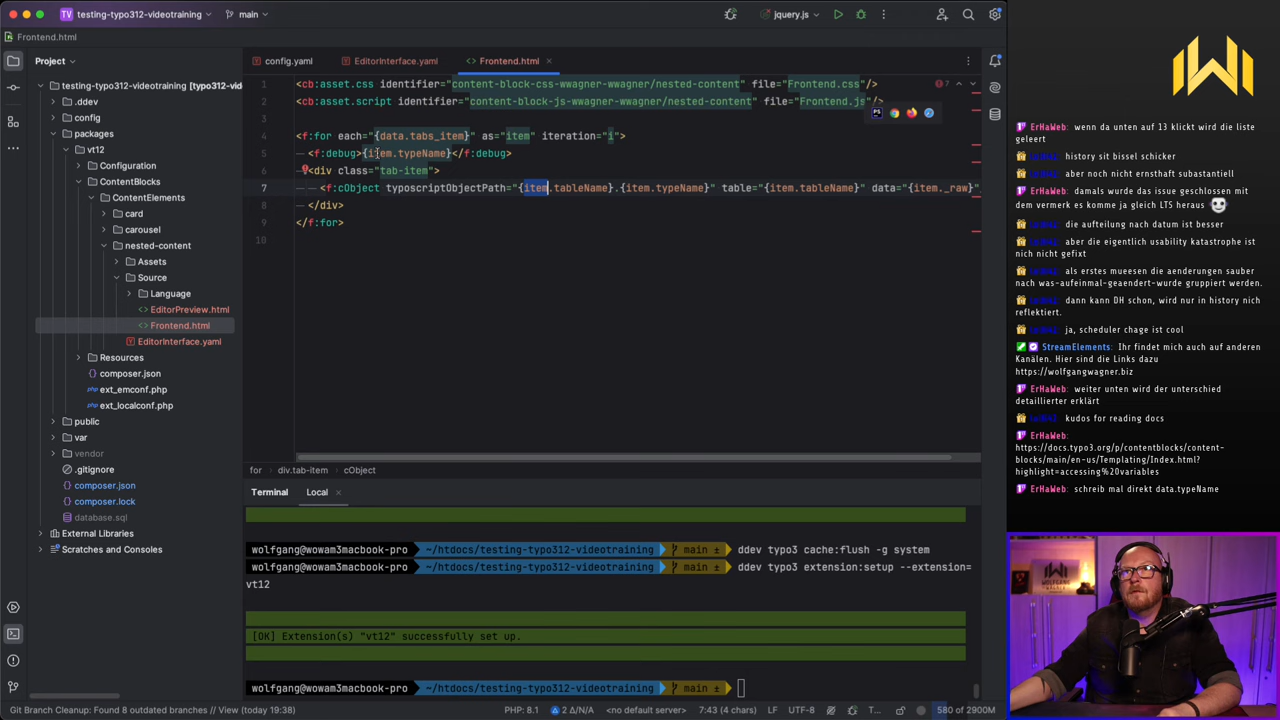 testing-typo312-videotraining
main
jquery.js
Frontend.html
Project
config.yaml
EditorInterface.yaml
Frontend.html
testing-typo312-videotraining [typo312-vid
.ddev
config
packages
vt12
Configuration
ContentBlocks
ContentElements
card
carousel
nested-content
Assets
Source
Language
EditorPreview.html
Frontend.html
EditorInterface.yaml
Resources
composer.json
ext_emconf.php
ext_localconf.php
public
var
vendor
.gitignore
composer.json
composer.lock
database.sql
External Libraries
Scratches and Consoles
1 <cb:asset.css identifier="content-block-css-wwagner-wwagner/nested-content" file="Frontend.css"/>
2 <cb:asset.script identifier="content-block-js-wwagner-wwagner/nested-content" file="Frontend.js"/>
3
4 <f:for each="{data.tabs_item}" as="item" iteration="i">
5 <f:debug>{item.typeName}</f:debug>
6 <div class="tab-item">
7 <f:cObject typoscriptObjectPath="{item.tableName}.{item.typeName}" table="{item.tableName}" data="{item._raw}"
8 </div>
9 </f:for>
10
for div.tab-item cObject
Terminal Local
wolfgang@wowam3macbook-pro ~/htdocs/testing-typo312-videotraining main ± ddev typo3 cache:flush -g system
wolfgang@wowam3macbook-pro ~/htdocs/testing-typo312-videotraining main ± ddev typo3 extension:setup --extension=
vt12
[OK] Extension(s) "vt12" successfully set up.
wolfgang@wowam3macbook-pro ~/htdocs/testing-typo312-videotraining main ±
Git Branch Cleanup: Found 8 outdated branches // View (today 19:38)
PHP: 8.1 2 Δ/N/A <no default server> 7:43 (4 chars) LF UTF-8 4 spaces 580 of 2900M
ErHaWeb: wenn da unten auf 13 klickt wird die liste
geleert
history sit bissel schicker
aber noch nicht ernsthaft substantiell
ErHaWeb: damals wurde das issue geschlossen mit
dem vermerk es komme ja gleich LTS heraus
die aufteilung nach datum ist besser
aber die eigentlich usability katastrophe ist
nich nicht gefixt
als erstes mueesen die aenderungen sauber
nach was-aufeinmal-geaendert-wurde gruppiert werden.
dann kann DH schon, wird nur in history nich
reflektiert.
ja, scheduler chage ist cool
StreamElements: Ihr findet mich auch auf anderen
Kanälen. Hier sind die Links dazu
https://wolfgangwagner.biz
ErHaWeb: weiter unten wird der unterschied
detaillierter erklärt
kudos for reading docs
ErHaWeb:
https://docs.typo3.org/p/contentblocks/content-
blocks/main/en-us/Templating/Index.html?
highlight=accessing%20variables
ErHaWeb: schreib mal direkt data.typeName